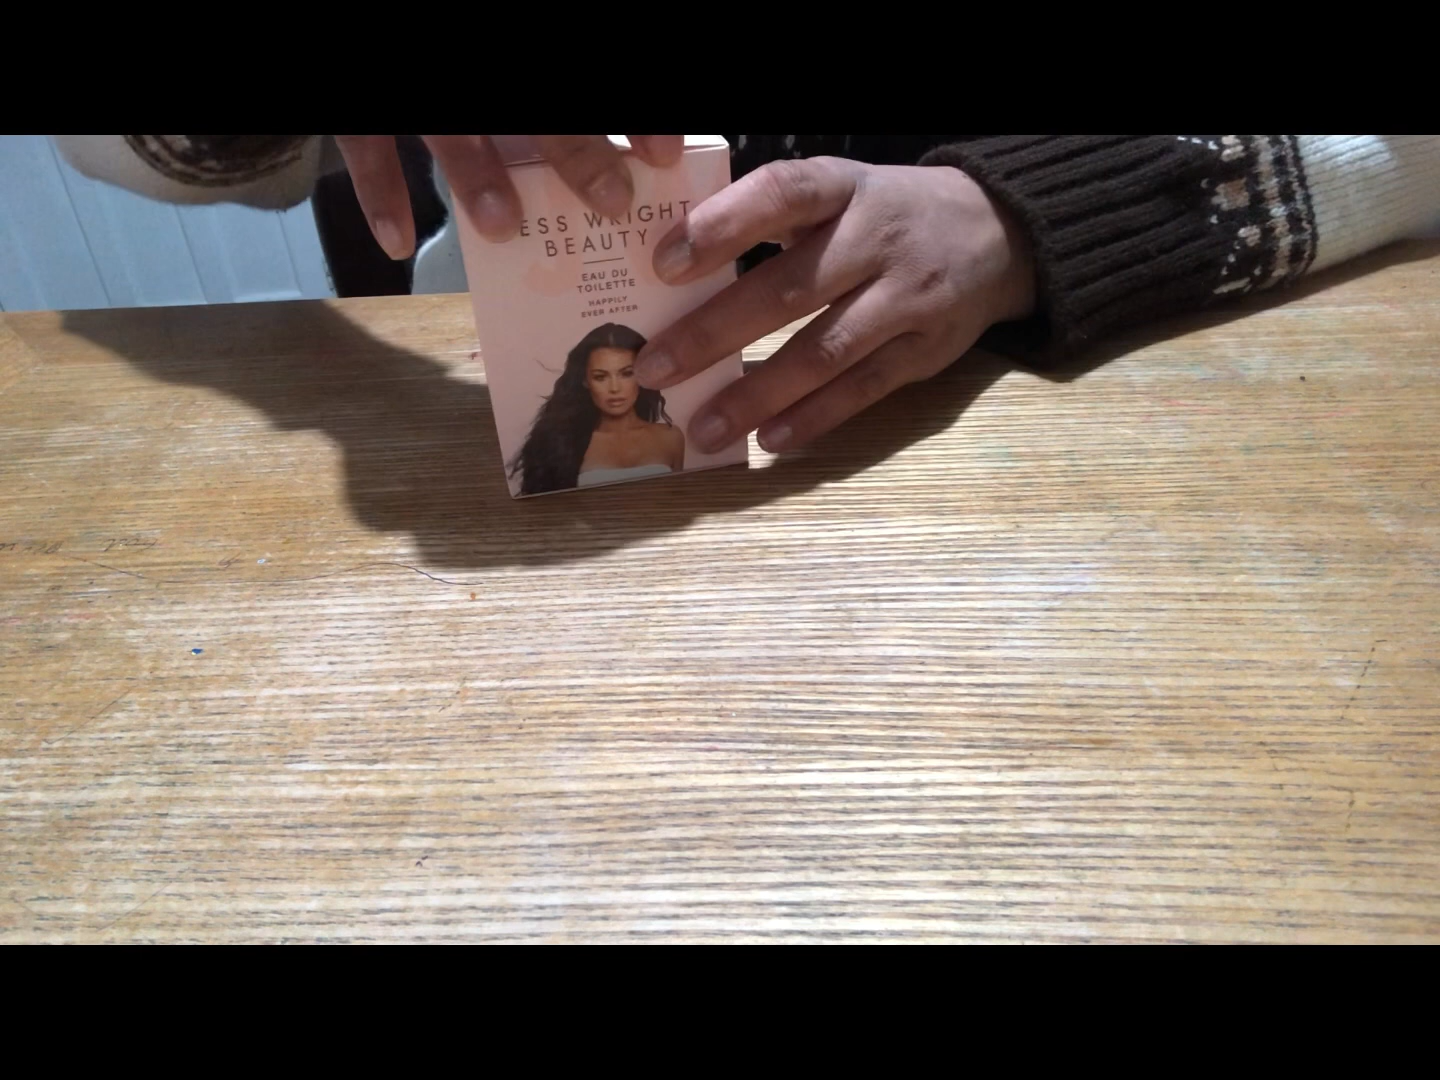 ESS WRIGHT
BEAUTY
EAU DU
TOILETTE
HAPPILY
EVER AFTER